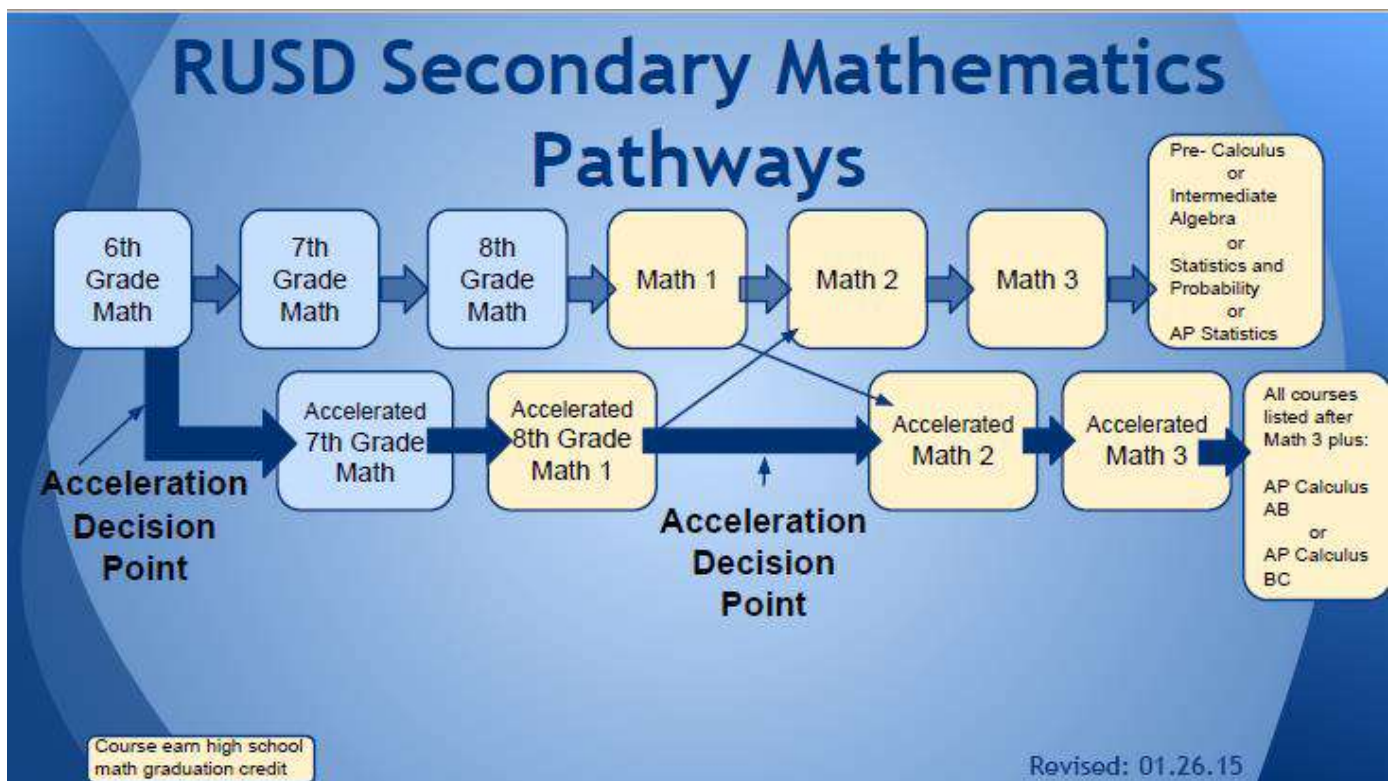 RUSD Secondary Mathematics
Pathways
6th
Grade
Math
7th
Grade
Math
8th
Grade
Math
Math 1
Math 2
Math 3
Pre- Calculus
or
Intermediate
Algebra
or
Statistics and
Probability
or
AP Statistics
Accelerated
7th Grade
Math
Accelerated
8th Grade
Math 1
Accelerated
Math 2
Accelerated
Math 3
All courses
listed after
Math 3 plus:
AP Calculus
AB
or
AP Calculus
BC
Acceleration
Decision
Point
Acceleration
Decision
Point
Course earn high school
math graduation credit
Revised: 01.26.15